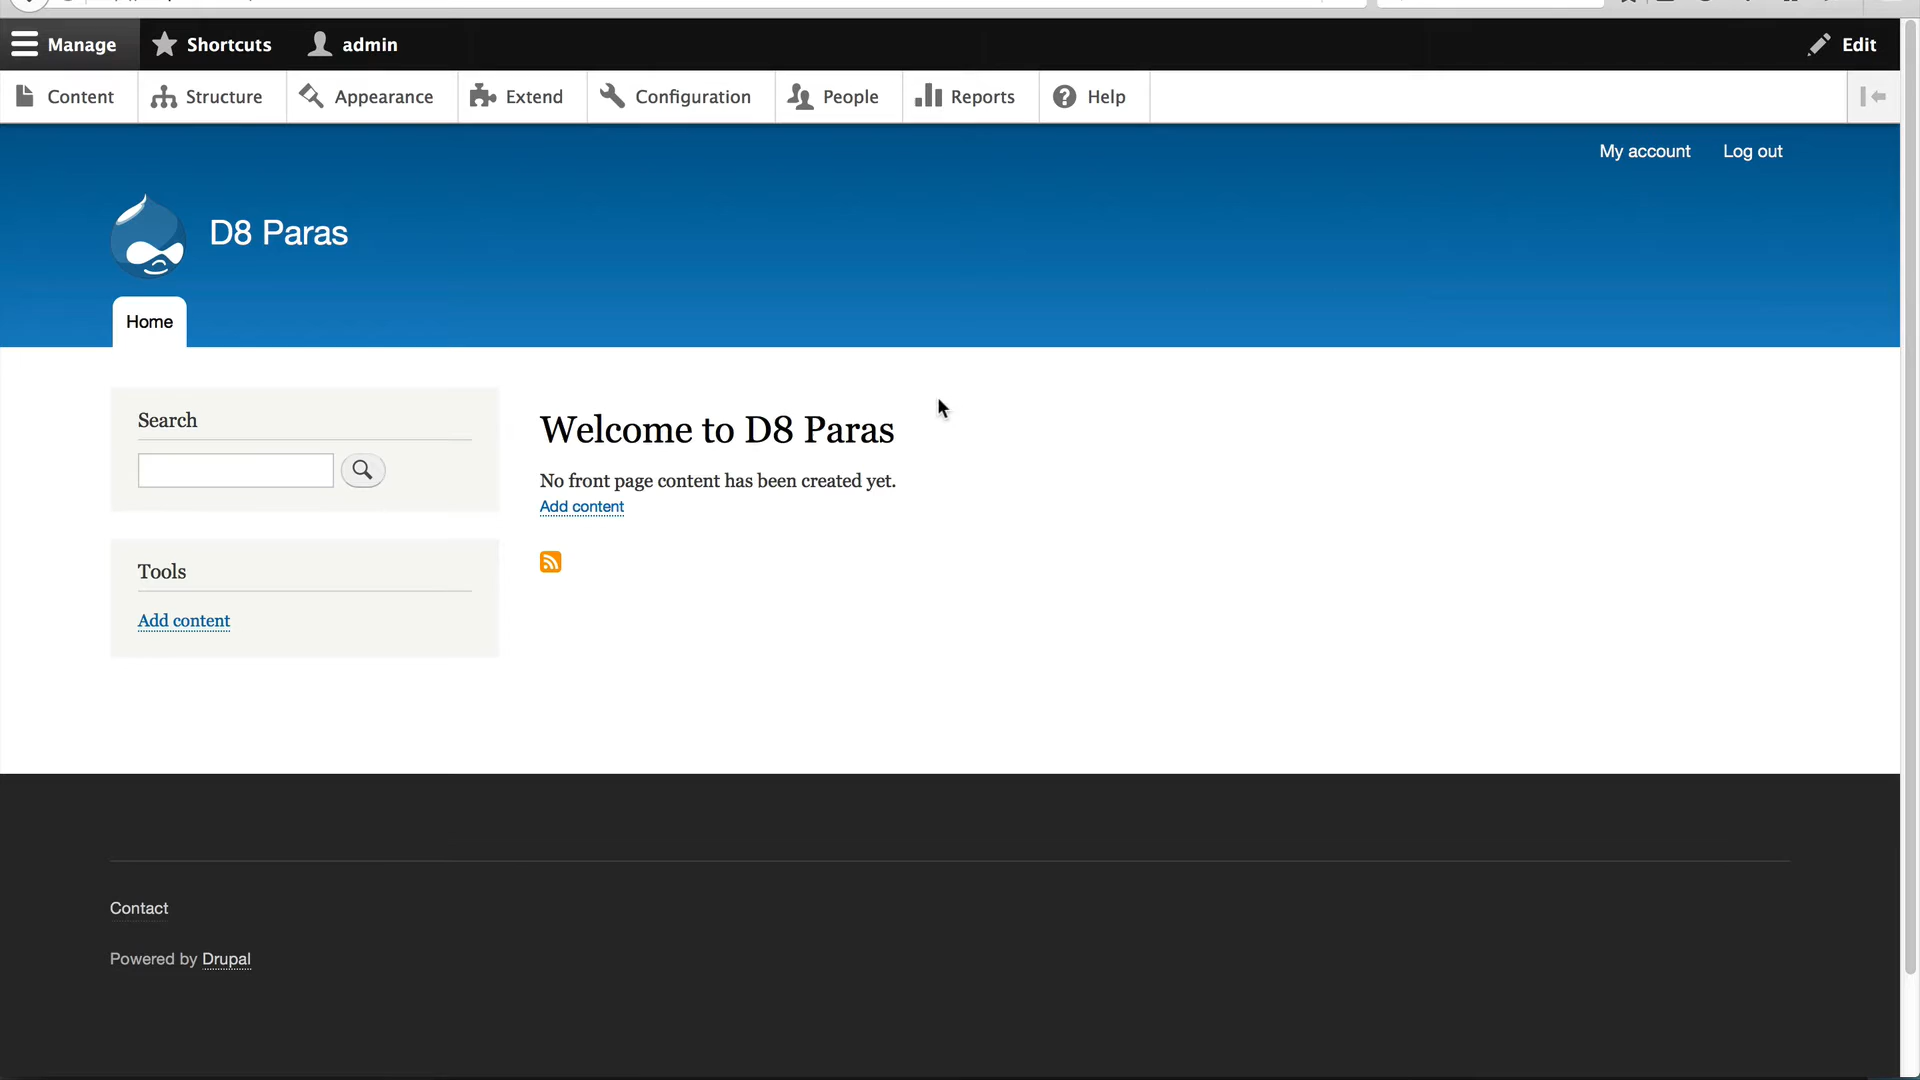 Manage Shortcuts admin Edit
Content Structure Appearance Extend Configuration People Reports Help
My account Log out
D8 Paras
Home
Search
Welcome to D8 Paras
No front page content has been created yet.
Add content
Tools
Add content
Contact
Powered by Drupal